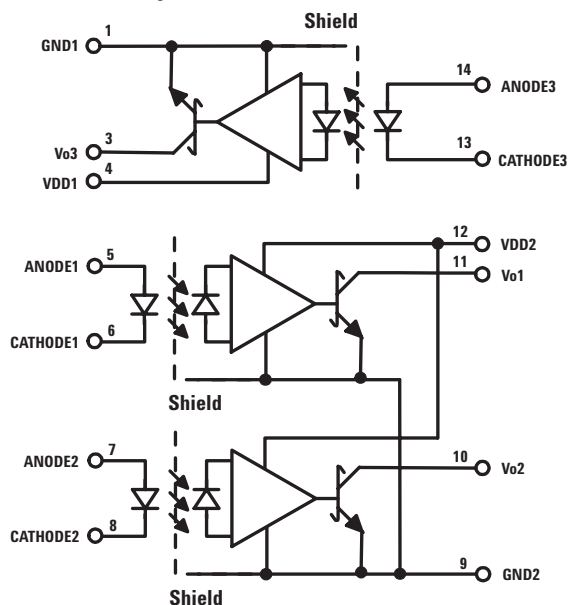 Shield
1
GND1
14
ANODE3
3
Vo3
13
CATHODE3
4
VDD1
12
VDD2
5
ANODE1
11
Vo1
6
CATHODE1
Shield
7
ANODE2
10
Vo2
8
CATHODE2
9
GND2
Shield